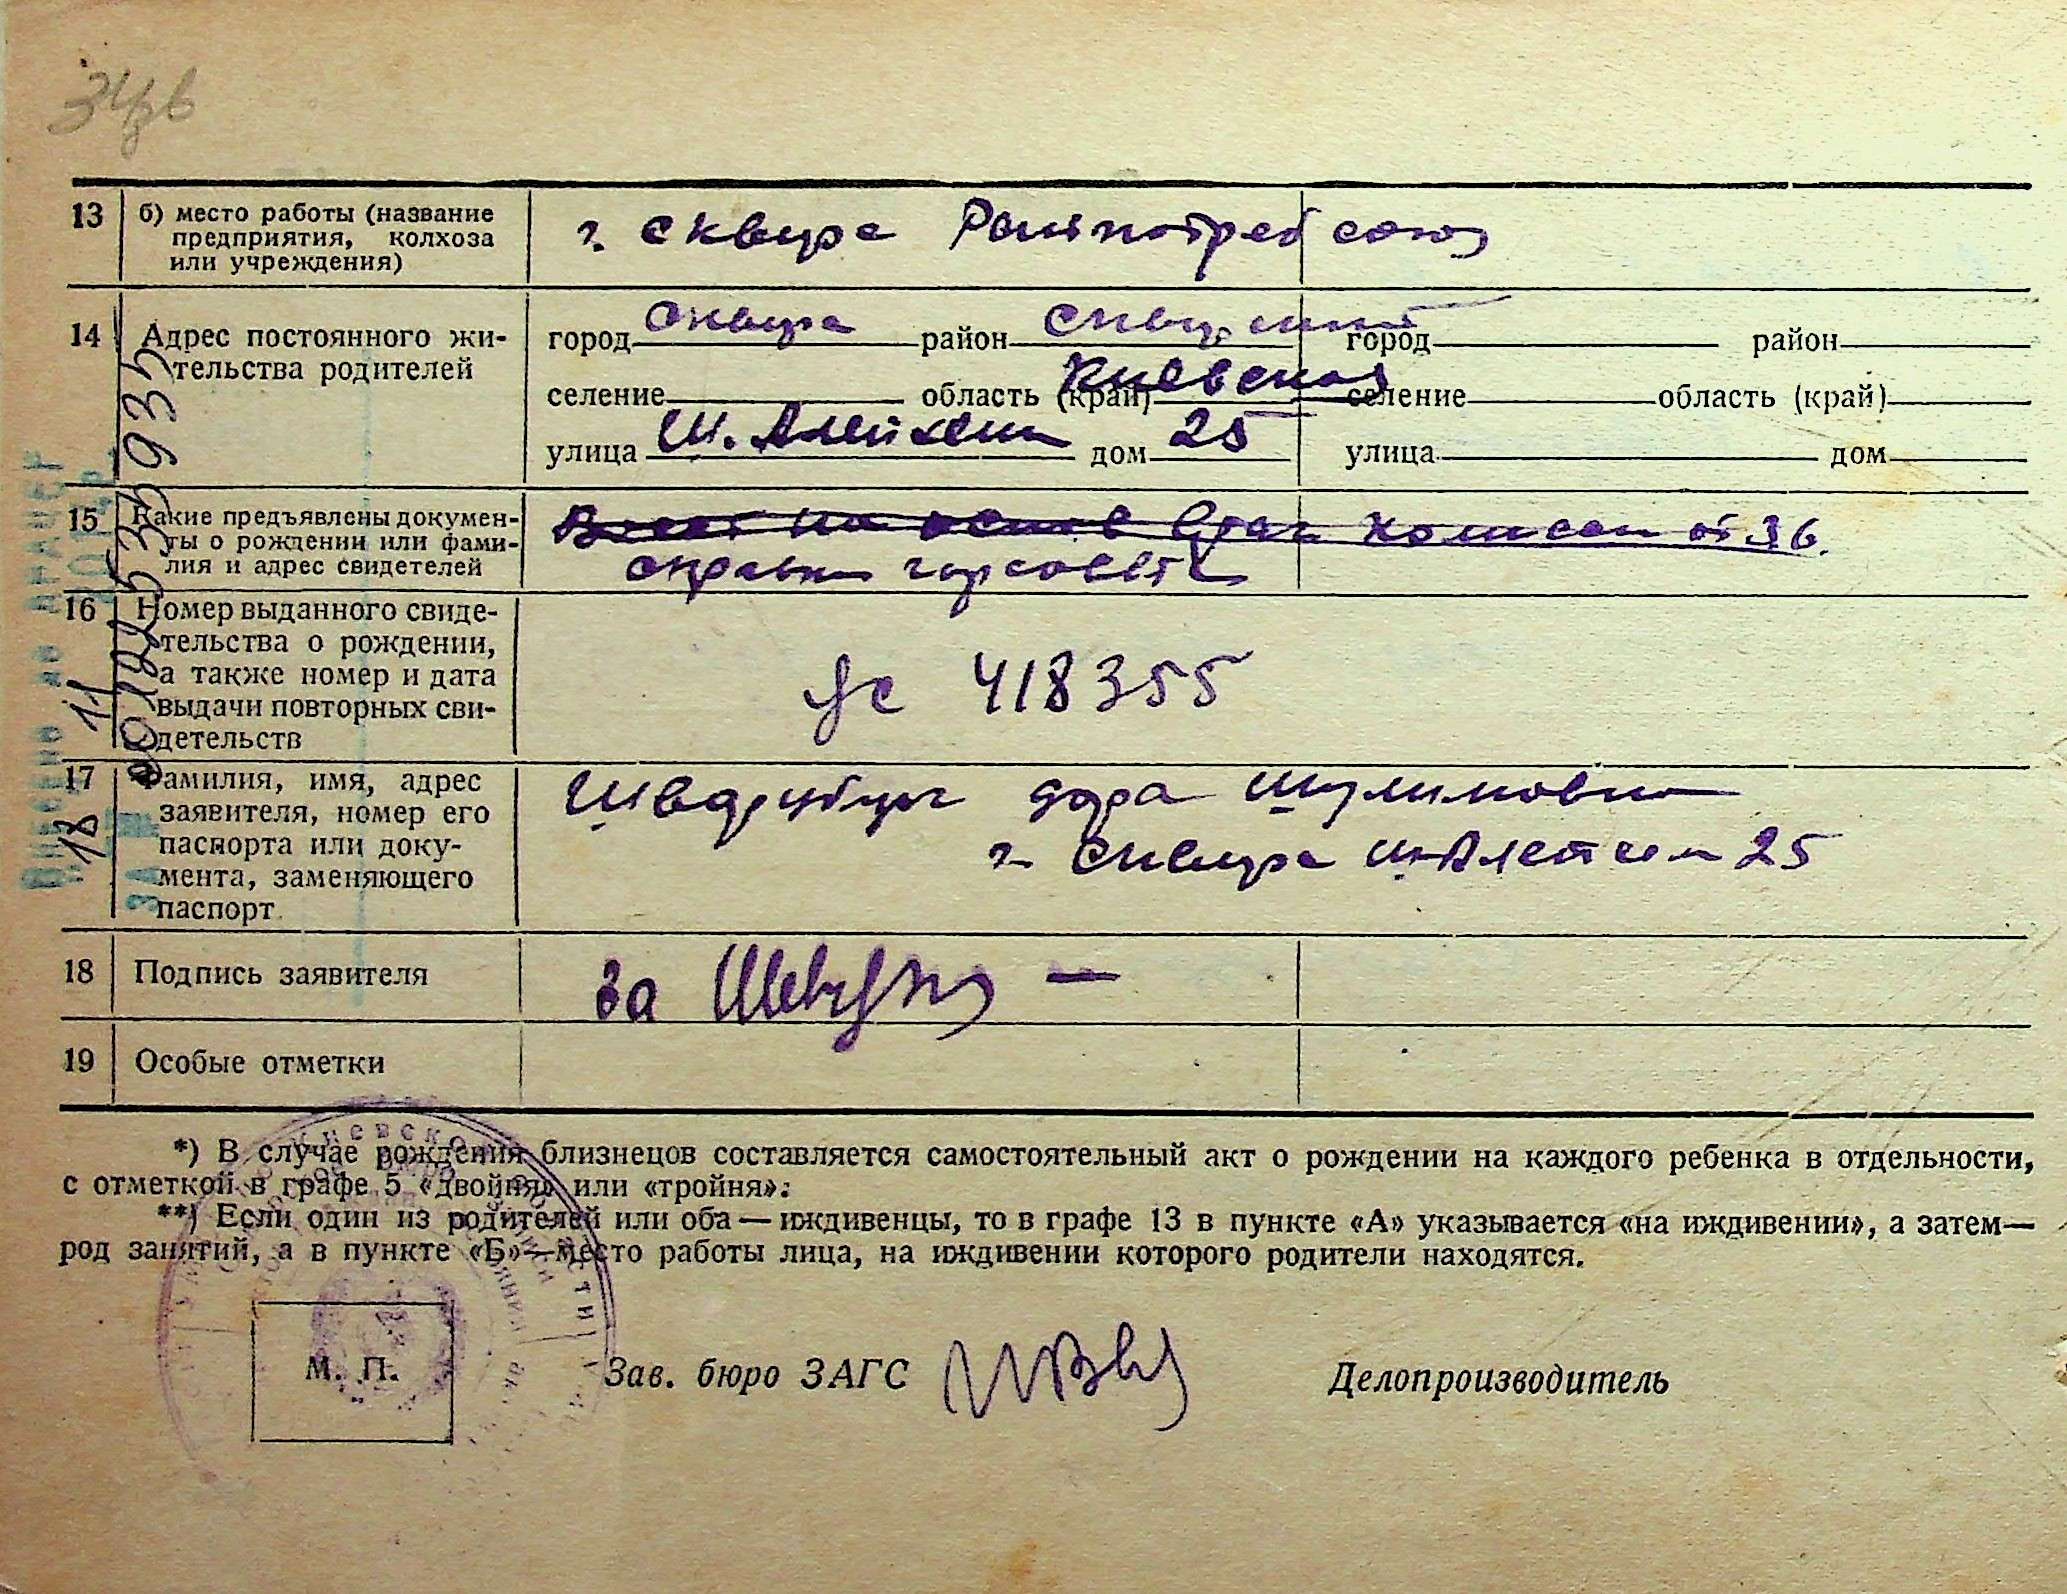 13 б) место работы (название г. Сквира Райпотребсоюз
предприятия, колхоза
или учреждения)
14 Адрес постоянного жи- город Сквира район Сквирский город район
тельства родителей селение область (край) Киевская селение область (край)
улица Ш. Алейхема дом 25 улица дом
15 Какие предъявлены докумен-
ты о рождении или фами- справка горсовета
лия и адрес свидетелей
16 Номер выданного свиде-
тельства о рождении,
а также номер и дата 418355
выдачи повторных сви-
детельств
17 Фамилия, имя, адрес Дора Шулимовна
заявителя, номер его
паспорта или доку- г. Сквира 25
мента, заменяющего
паспорт
18 Подпись заявителя за
19 Особые отметки
*) В случае рождения близнецов составляется самостоятельный акт о рождении на каждого ребенка в отдельности,
с отметкой в графе 5 «двойня» или «тройня».
**) Если один из родителей или оба — иждивенцы, то в графе 13 в пункте «А» указывается «на иждивении», а затем—
род занятий, а в пункте «Б»—место работы лица, на иждивении которого родители находятся.
М. П. Зав. бюро ЗАГС Делопроизводитель